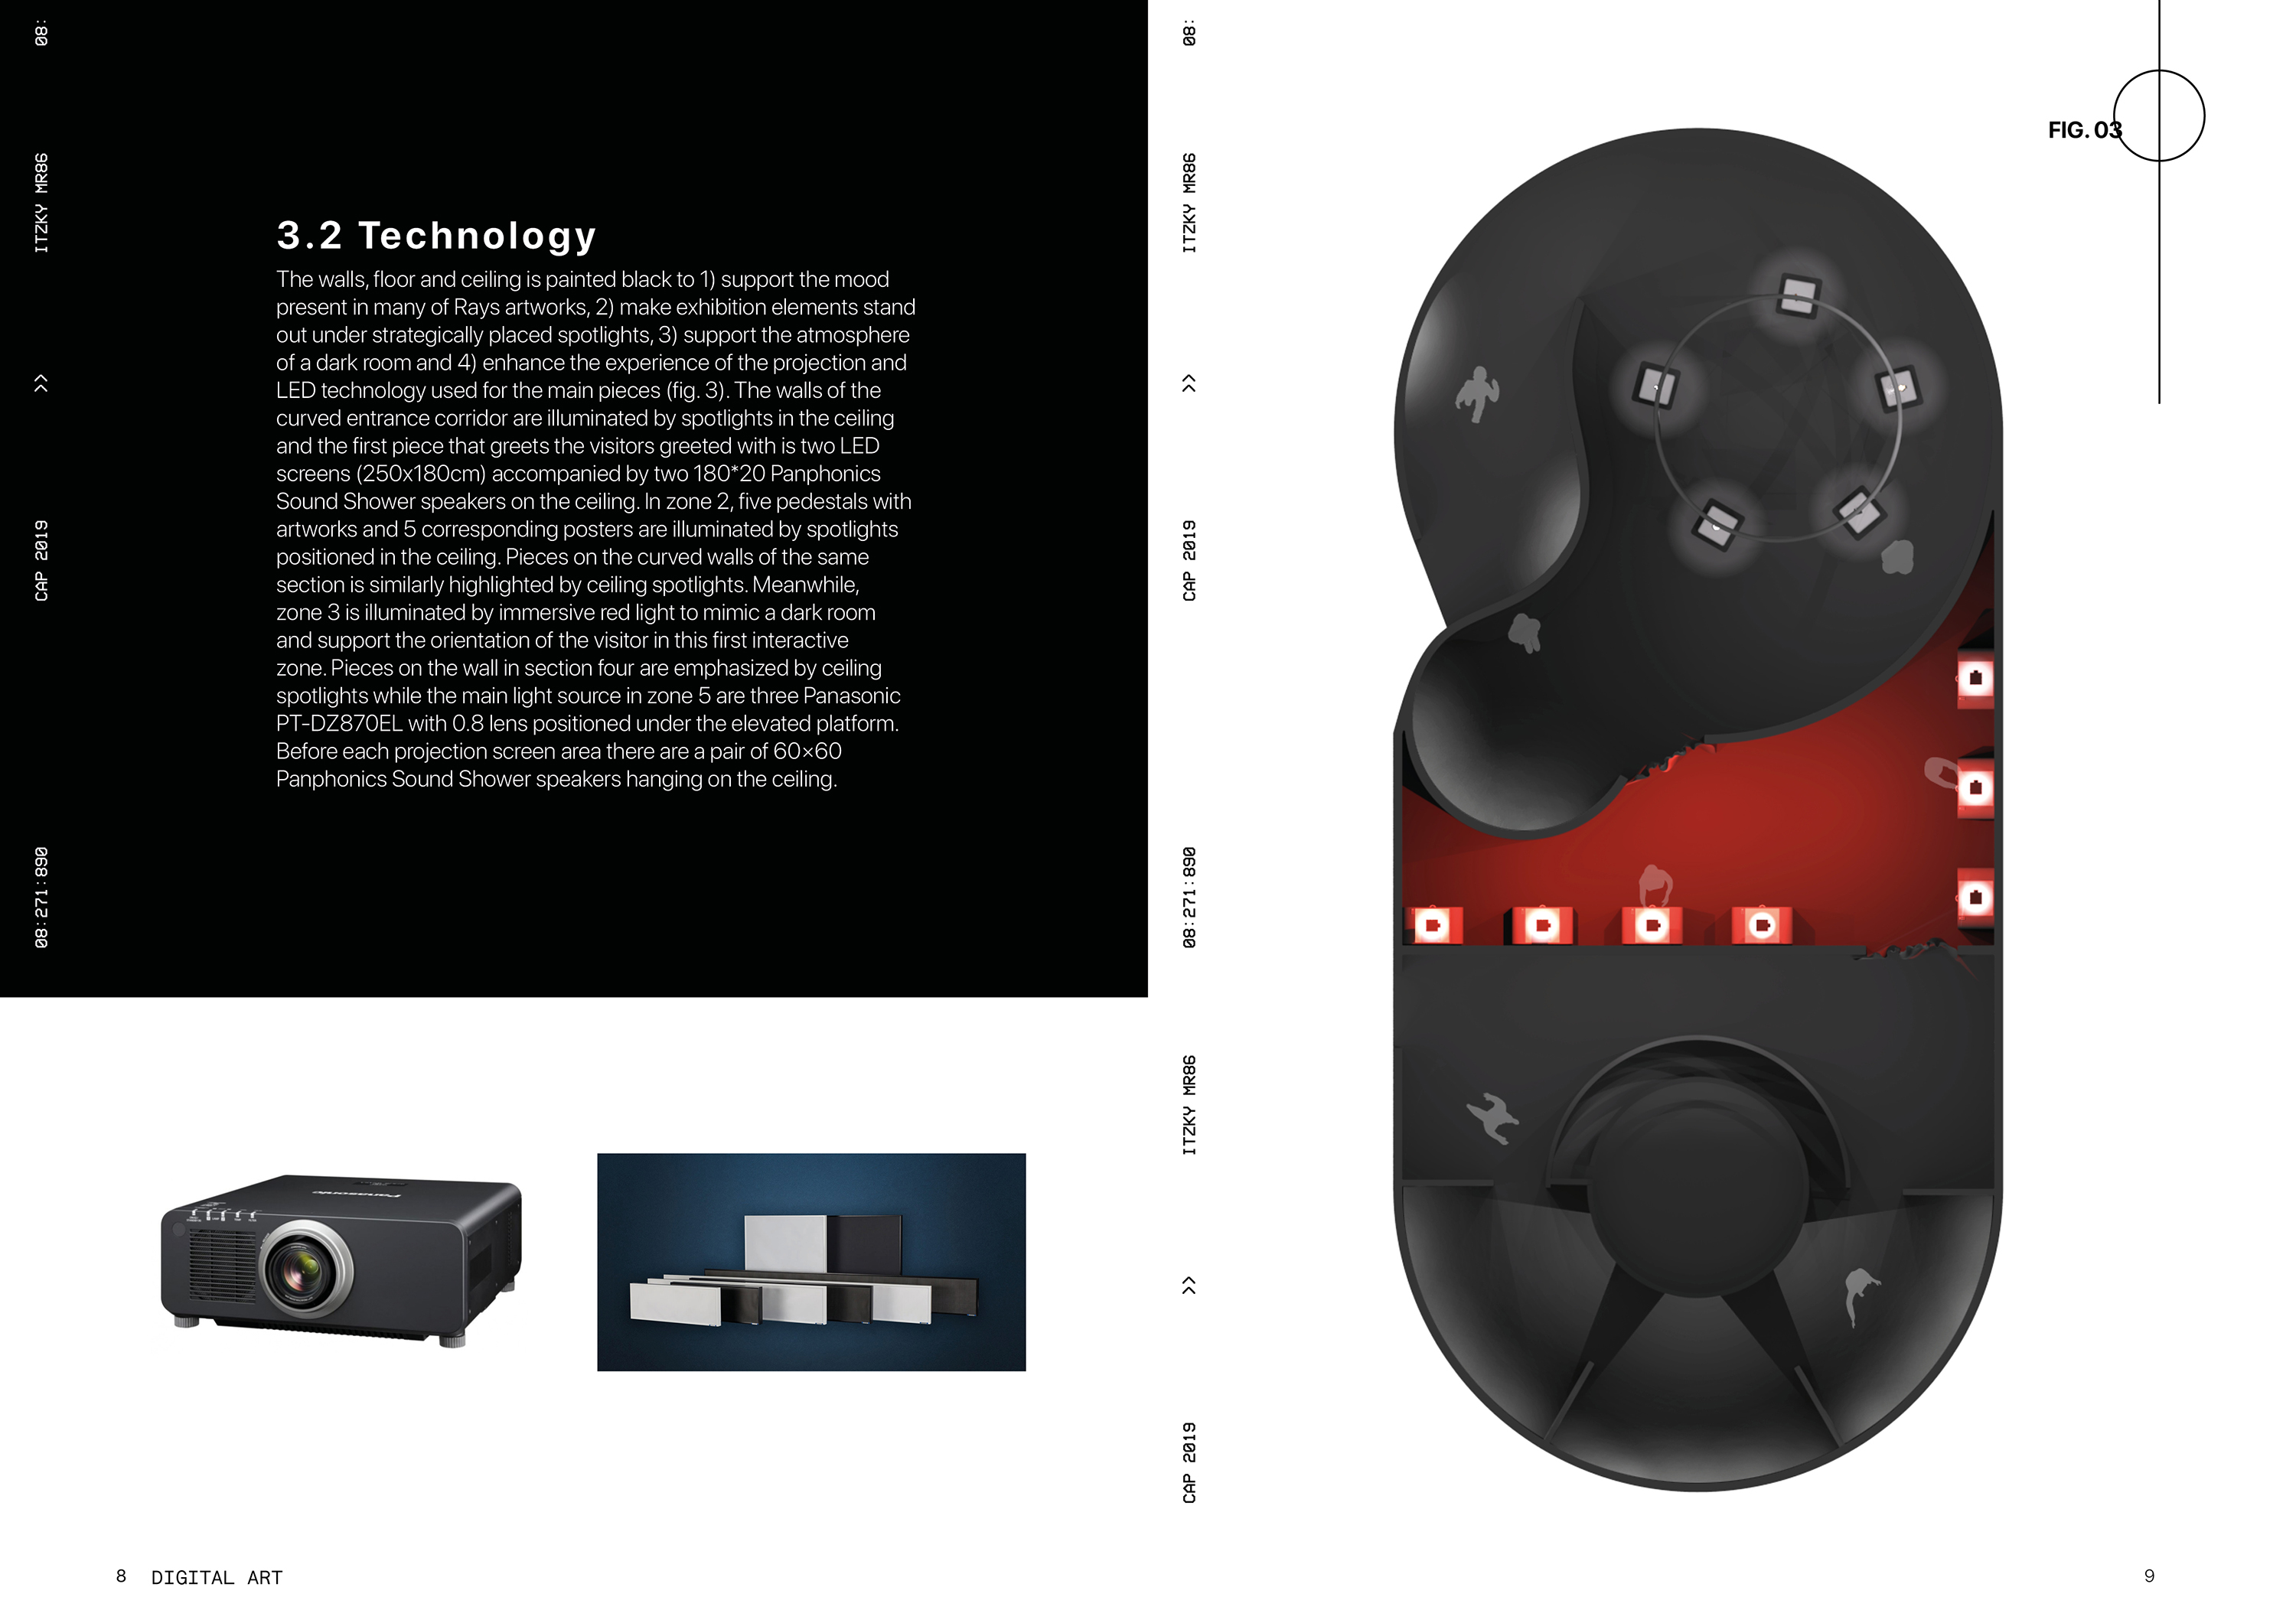 08:
ITZKY MR86
>>
CAP 2019
08:271:890
3.2 Technology
The walls, floor and ceiling is painted black to 1) support the mood
present in many of Rays artworks, 2) make exhibition elements stand
out under strategically placed spotlights, 3) support the atmosphere
of a dark room and 4) enhance the experience of the projection and
LED technology used for the main pieces (fig. 3). The walls of the
curved entrance corridor are illuminated by spotlights in the ceiling
and the first piece that greets the visitors greeted with is two LED
screens (250x180cm) accompanied by two 180*20 Panphonics
Sound Shower speakers on the ceiling. In zone 2, five pedestals with
artworks and 5 corresponding posters are illuminated by spotlights
positioned in the ceiling. Pieces on the curved walls of the same
section is similarly highlighted by ceiling spotlights. Meanwhile,
zone 3 is illuminated by immersive red light to mimic a dark room
and support the orientation of the visitor in this first interactive
zone. Pieces on the wall in section four are emphasized by ceiling
spotlights while the main light source in zone 5 are three Panasonic
PT-DZ870EL with 0.8 lens positioned under the elevated platform.
Before each projection screen area there are a pair of 60×60
Panphonics Sound Shower speakers hanging on the ceiling.
Panasonic
8 DIGITAL ART
08:
ITZKY MR86
>>
CAP 2019
08:271:890
ITZKY MR86
>>
CAP 2019
FIG. 03
9